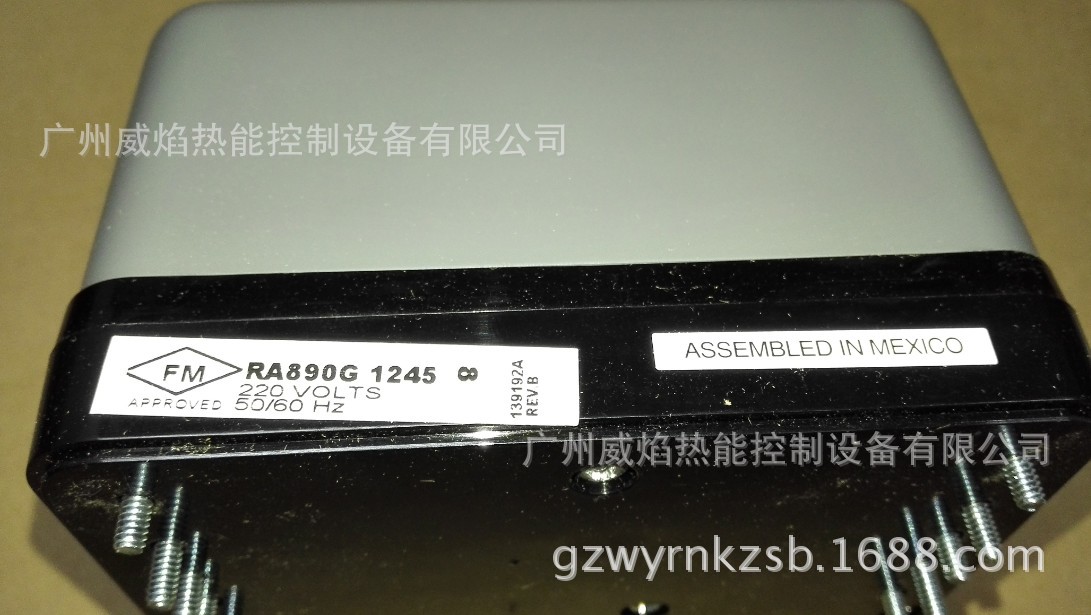 广州威焰热能控制设备有限公司
FM
APPROVED
RA890G 1245 8
220 VOLTS
50/60 Hz
139192A
REV.B
ASSEMBLED IN MEXICO
广州威焰热能控制设备有限公司
gzwyrnkzsb.1688.com